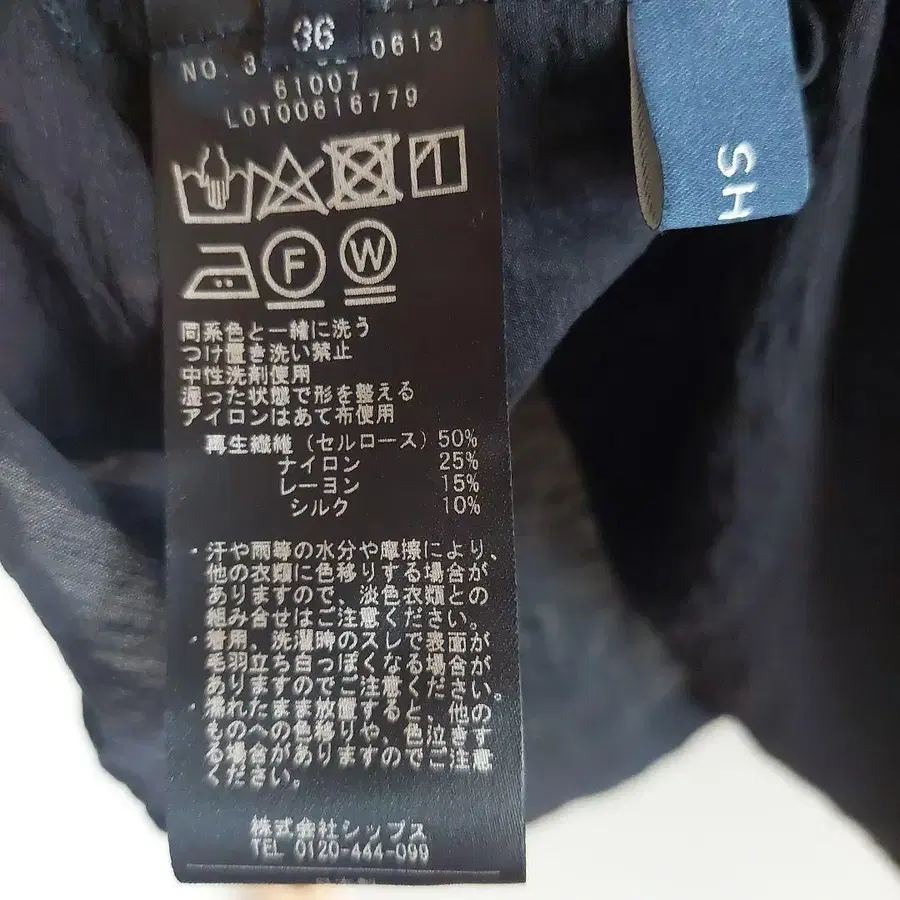 36
SH
0613
61007
LOT00616779
F
W
同系色と一緒に洗う
つけ置き洗い禁止
中性洗剤使用
湿った状態で形を整える
アイロンはあて布使用
再生繊維(セルロース) 50%
ナイロン 25%
レーヨン 15%
シルク 10%
・汗や雨等の水分や摩擦により、
他の衣類に色移りする場合が
ありますので、淡色衣類との
組み合せはご注意ください。
・着用、洗濯時のスレで表面が
毛羽立ち白っぽくなる場合が
ありますのでご注意ください。
・濡れたまま放置すると、他の
ものへの色移りや、色泣きす
る場合がありますのでご注意
ください。
株式会社シップス
TEL 0120-444-099